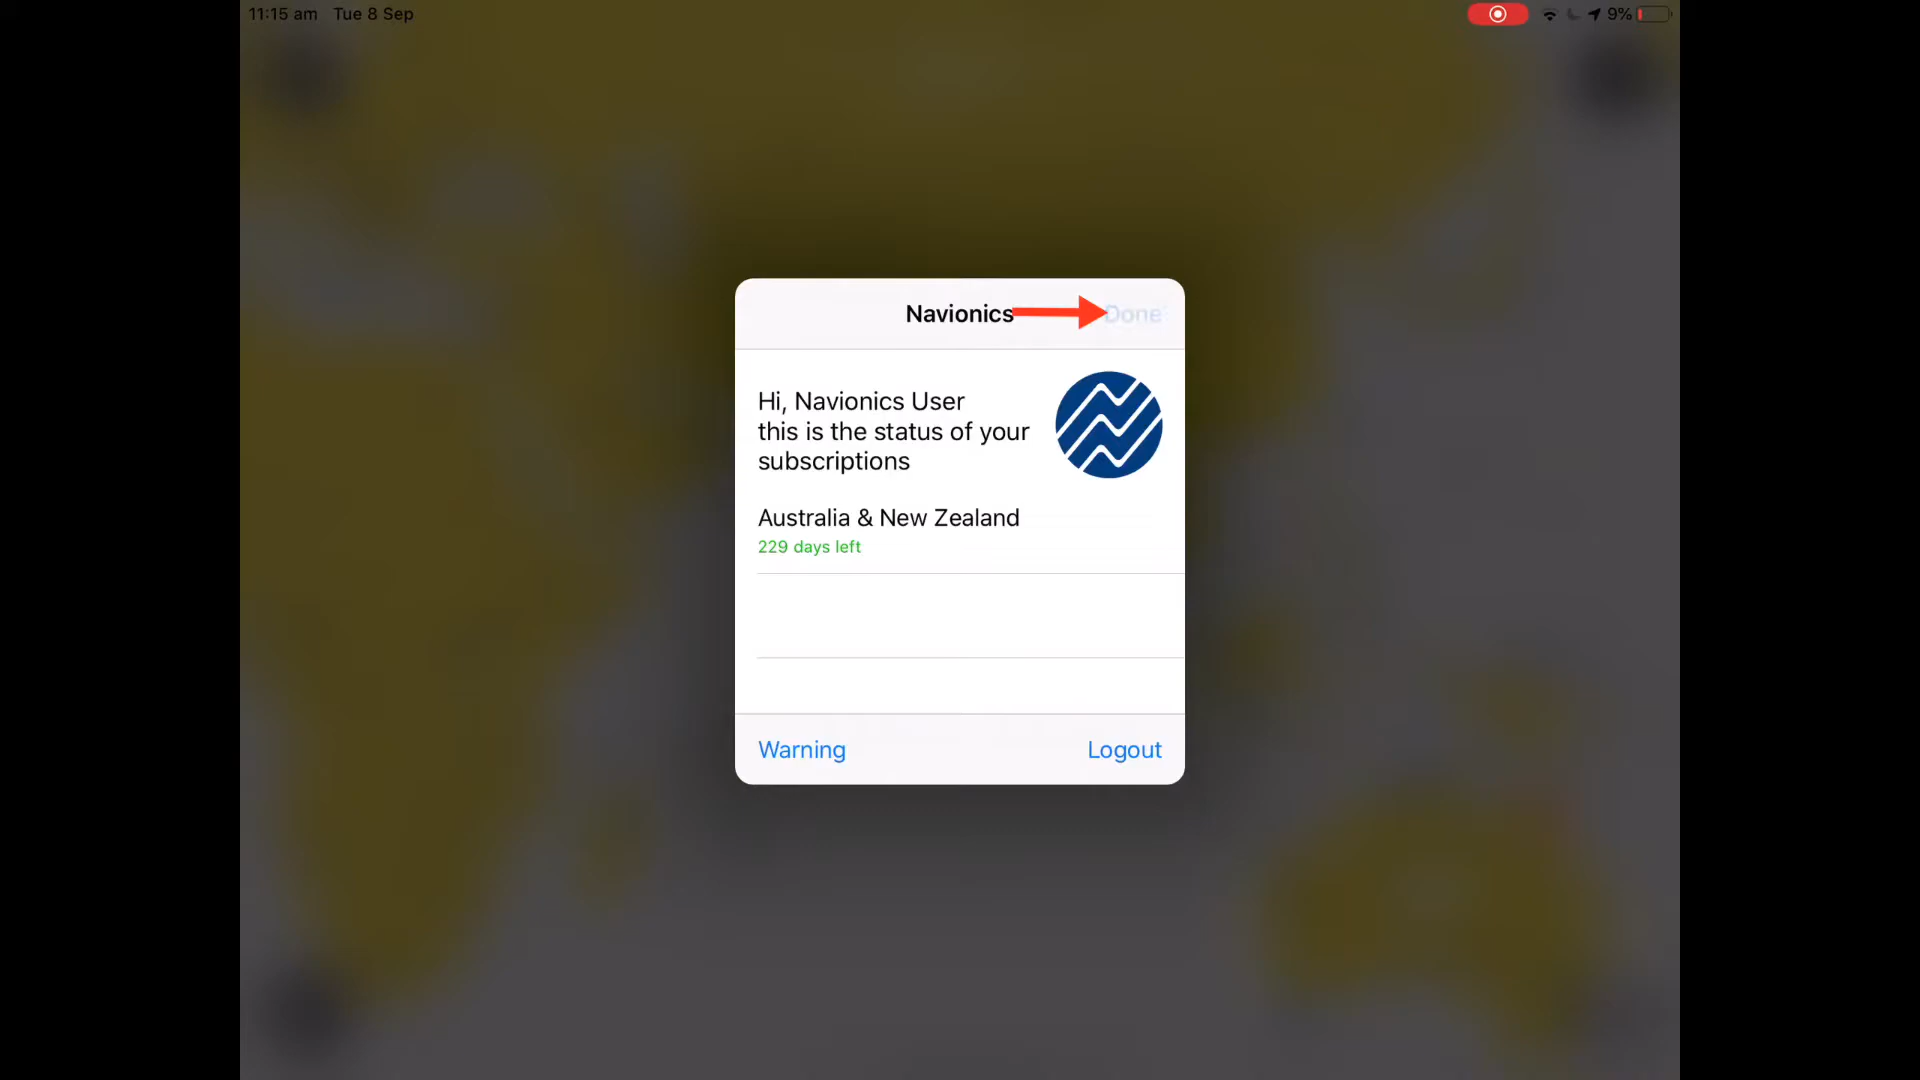 11:15 am Tue 8 Sep 9%
Navionics Done
Hi, Navionics User
this is the status of your
subscriptions
Australia & New Zealand
229 days left
Warning Logout